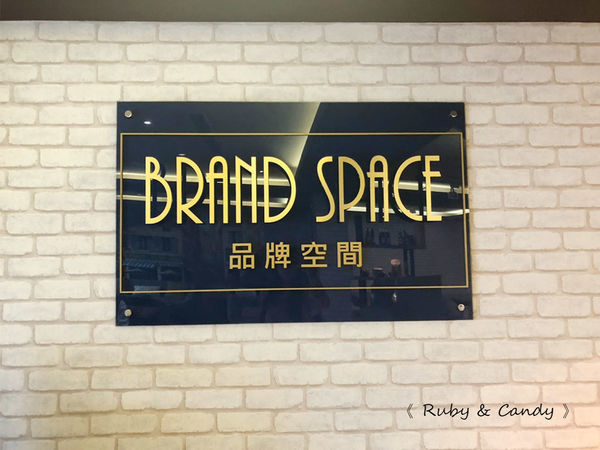 BRAND SPACE
品牌空間
《 Ruby & Candy 》